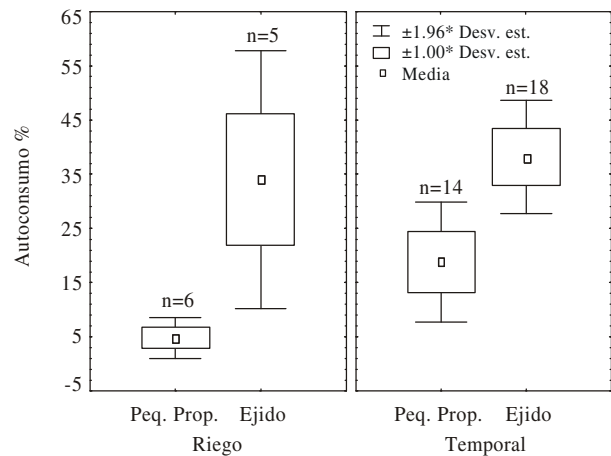 65
55
45
35
25
15
5
-5
Autoconsumo %
n=5
n=6
±1.96* Desv. est.
±1.00* Desv. est.
Media
n=18
n=14
Peq. Prop. Ejido
Riego
Peq. Prop. Ejido
Temporal